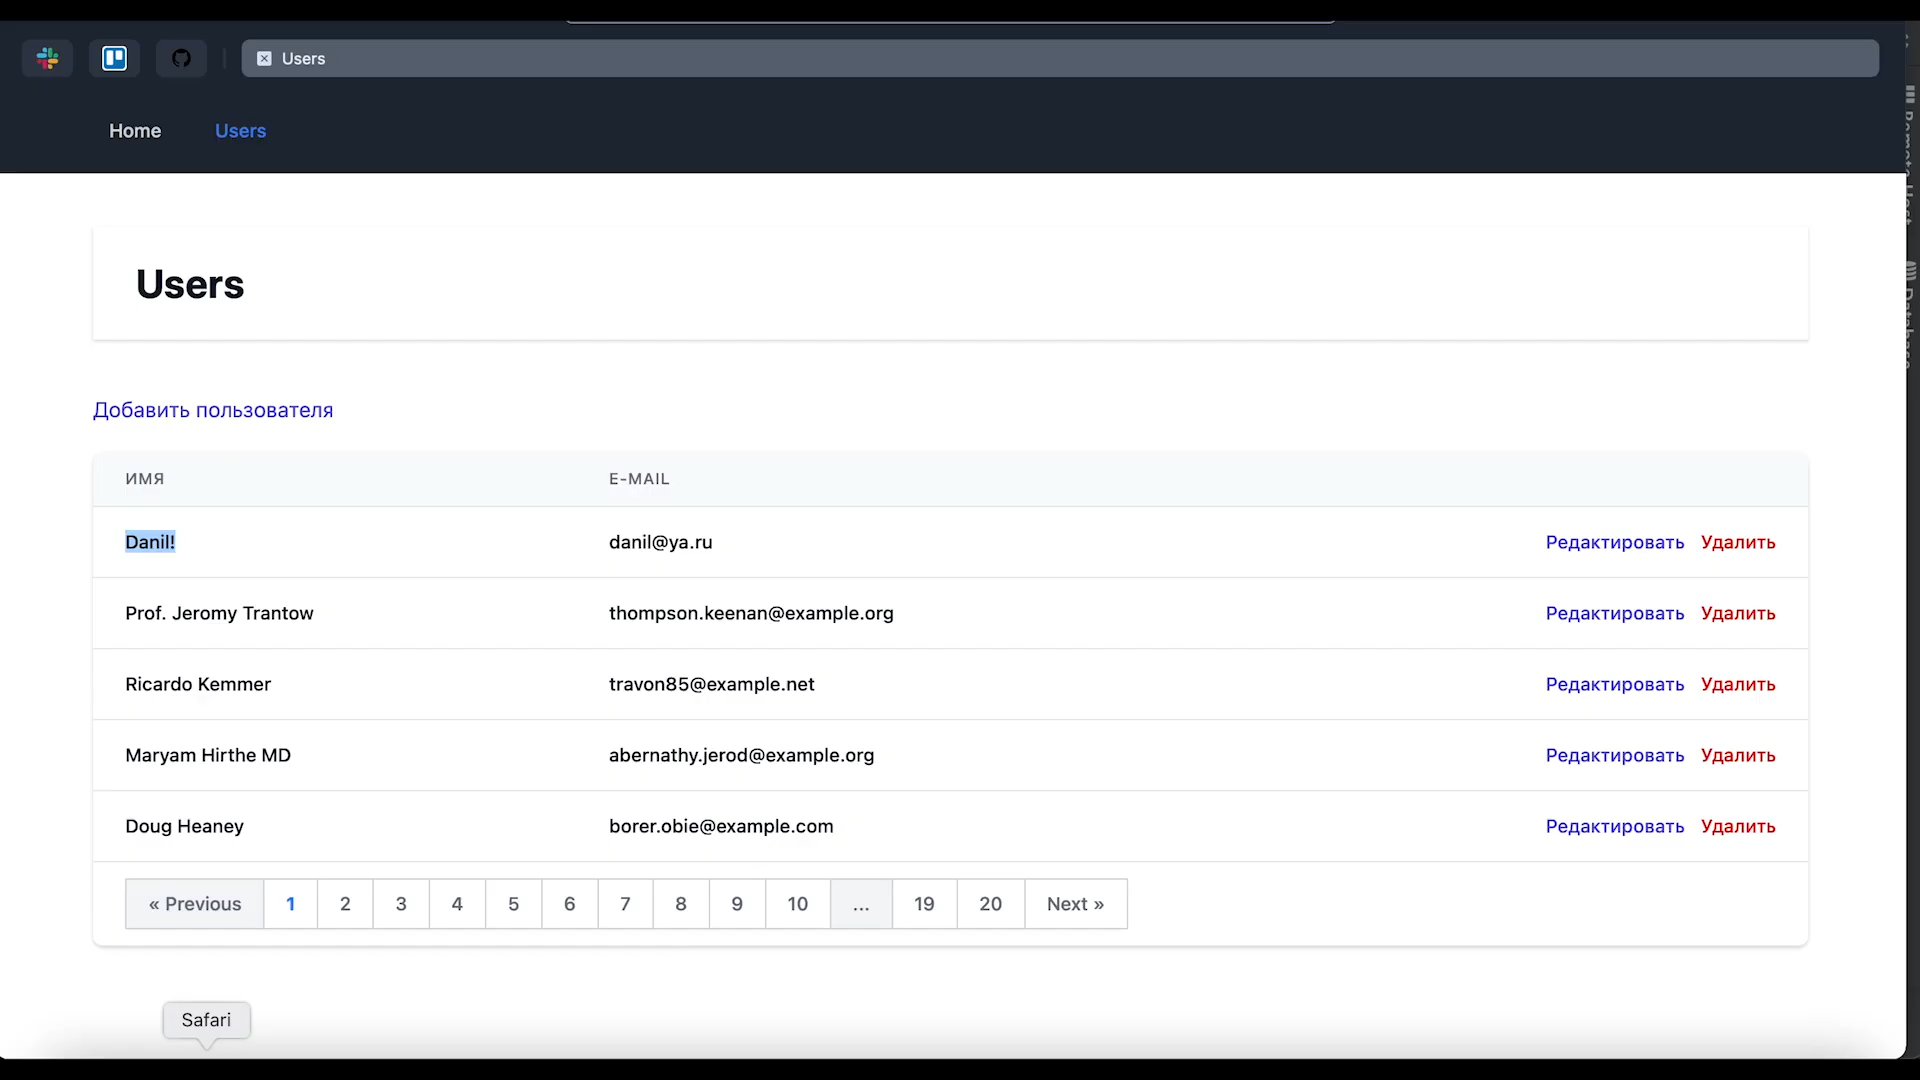 Users
Home Users
Users
Добавить пользователя
ИМЯ E-MAIL
Danil! danil@ya.ru Редактировать Удалить
Prof. Jeromy Trantow thompson.keenan@example.org Редактировать Удалить
Ricardo Kemmer travon85@example.net Редактировать Удалить
Maryam Hirthe MD abernathy.jerod@example.org Редактировать Удалить
Doug Heaney borer.obie@example.com Редактировать Удалить
« Previous 1 2 3 4 5 6 7 8 9 10 ... 19 20 Next »
Safari